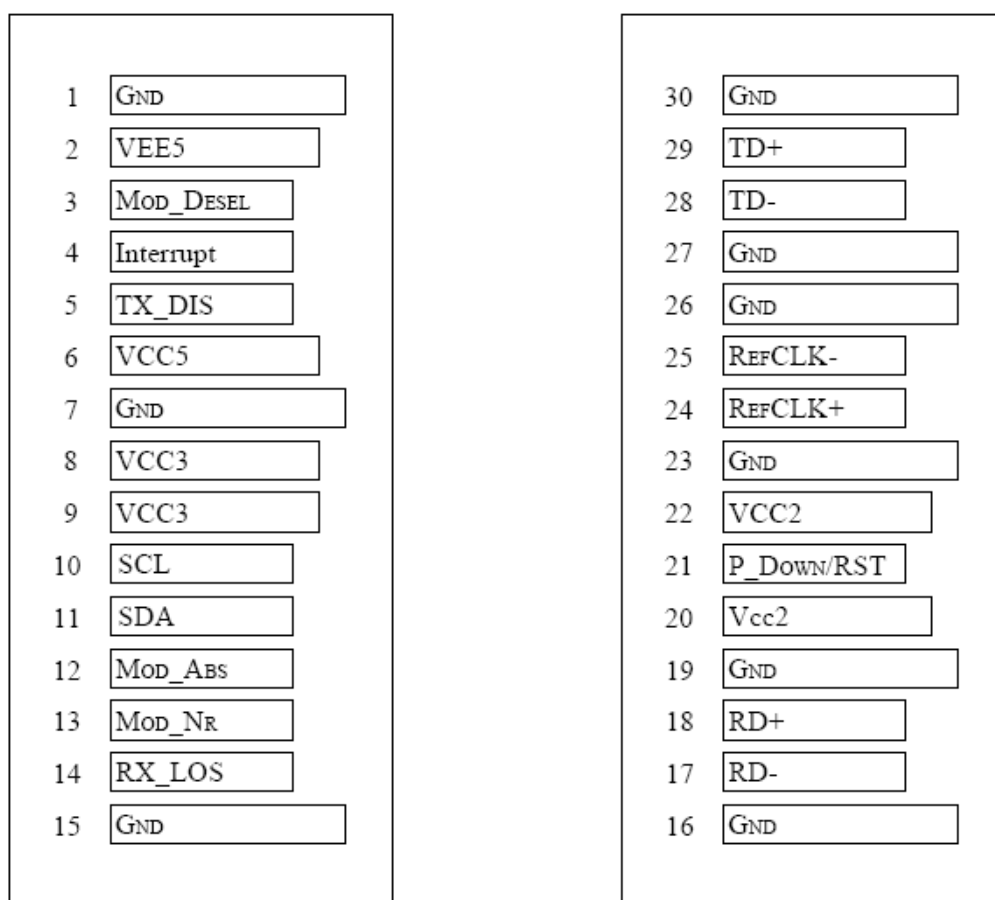 1 GND
2 VEE5
3 MOD_DESEL
4 Interrupt
5 TX_DIS
6 VCC5
7 GND
8 VCC3
9 VCC3
10 SCL
11 SDA
12 MOD_ABS
13 MOD_NR
14 RX_LOS
15 GND
30 GND
29 TD+
28 TD-
27 GND
26 GND
25 REFCLK-
24 REFCLK+
23 GND
22 VCC2
21 P_DOWN/RST
20 Vcc2
19 GND
18 RD+
17 RD-
16 GND